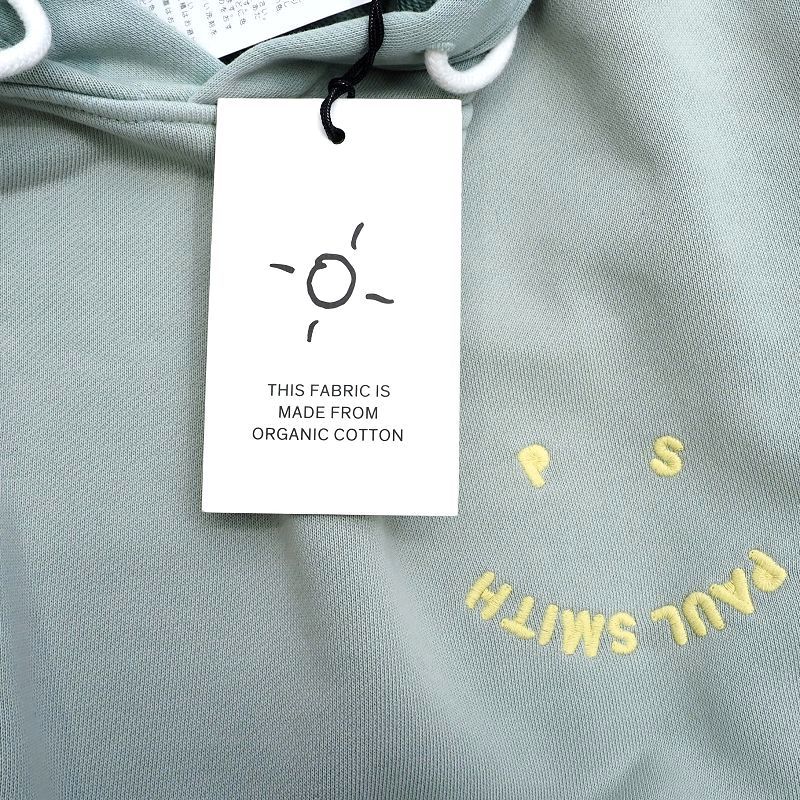 THIS FABRIC IS
MADE FROM
ORGANIC COTTON
P S
PAUL SMITH